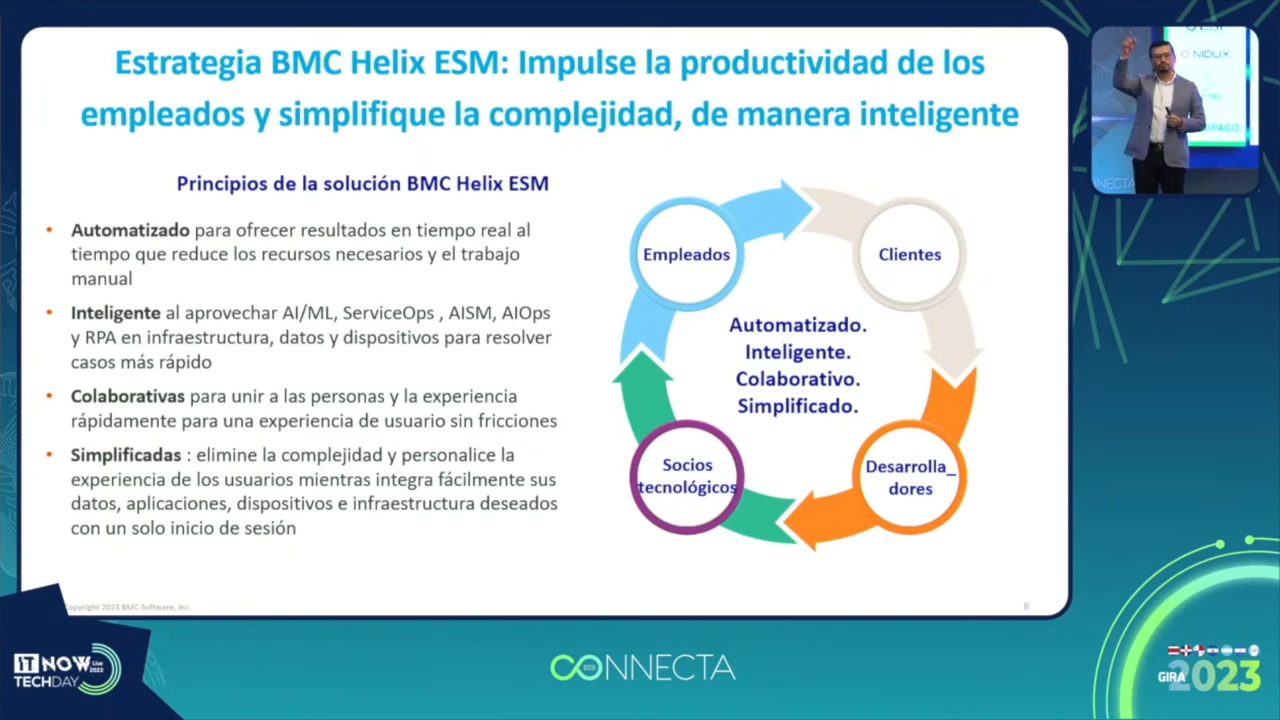 Estrategia BMC Helix ESM: Impulse la productividad de los
empleados y simplifique la complejidad, de manera inteligente
Principios de la solución BMC Helix ESM
• Automatizado para ofrecer resultados en tiempo real al
tiempo que reduce los recursos necesarios y el trabajo
manual
• Inteligente al aprovechar AI/ML, ServiceOps , AISM, AIOps
y RPA en infraestructura, datos y dispositivos para resolver
casos más rápido
• Colaborativas para unir a las personas y la experiencia
rápidamente para una experiencia de usuario sin fricciones
• Simplificadas : elimine la complejidad y personalice la
experiencia de los usuarios mientras integra fácilmente sus
datos, aplicaciones, dispositivos e infraestructura deseados
con un solo inicio de sesión
Empleados
Clientes
Automatizado.
Inteligente.
Colaborativo.
Simplificado.
Socios
tecnológicos
Desarrolla_
dores
opyright 2023 BMC Software, Inc.
8
NIDUX
IT NOW Live 2023
TECHDAY
CONNECTA
B2B
GIRA 2023